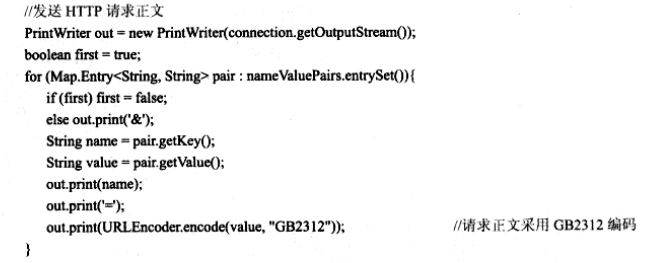 //发送 HTTP 请求正文
PrintWriter out = new PrintWriter(connection.getOutputStream());
boolean first = true;
for (Map.Entry<String, String> pair : nameValuePairs.entrySet()){
if (first) first = false;
else out.print('&');
String name = pair.getKey();
String value = pair.getValue();
out.print(name);
out.print('=');
out.print(URLEncoder.encode(value, "GB2312")); //请求正文采用 GB2312 编码
}